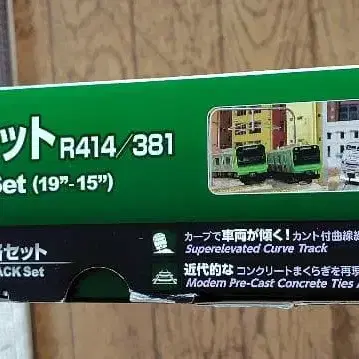 ット R414/381
Set (19”-15”)
セット
ACK Set
カーブで車両が傾く！カント付曲線線
Superelevated Curve Track
近代的な コンクリートまくらぎを再現
Modern Pre-Cast Concrete Ties